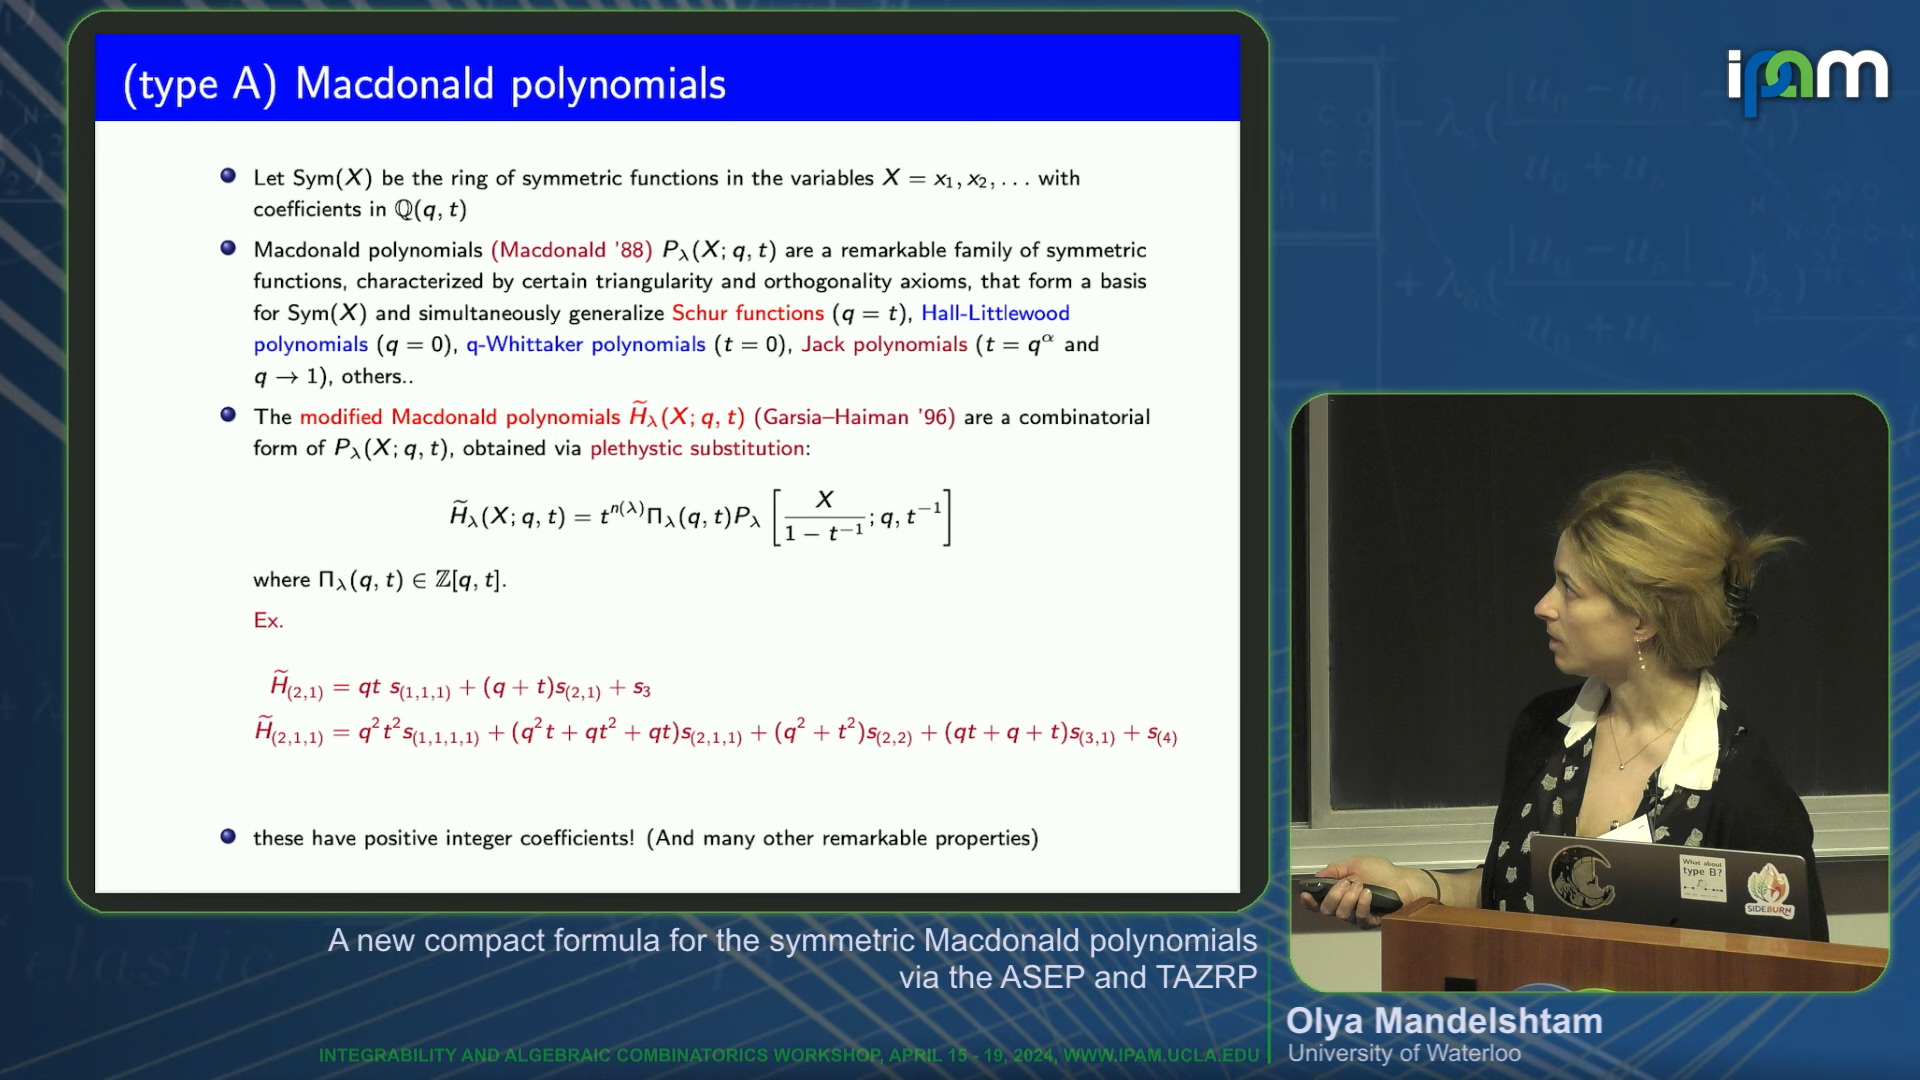 (type A) Macdonald polynomials
Let Sym(X) be the ring of symmetric functions in the variables X = x₁, x₂, . . . with
coefficients in ℚ(q, t)
Macdonald polynomials (Macdonald '88) P_λ(X; q, t) are a remarkable family of symmetric
functions, characterized by certain triangularity and orthogonality axioms, that form a basis
for Sym(X) and simultaneously generalize Schur functions (q = t), Hall-Littlewood
polynomials (q = 0), q-Whittaker polynomials (t = 0), Jack polynomials (t = q^α and
q → 1), others..
The modified Macdonald polynomials H̃_λ(X; q, t) (Garsia–Haiman '96) are a combinatorial
form of P_λ(X; q, t), obtained via plethystic substitution:
H̃_λ(X; q, t) = t^{n(λ)} Π_λ(q, t) P_λ [ X / (1 − t⁻¹) ; q, t⁻¹ ]
where Π_λ(q, t) ∈ ℤ[q, t].
Ex.
H̃_(2,1) = qt s_(1,1,1) + (q + t)s_(2,1) + s_3
H̃_(2,1,1) = q²t²s_(1,1,1,1) + (q²t + qt² + qt)s_(2,1,1) + (q² + t²)s_(2,2) + (qt + q + t)s_(3,1) + s_(4)
these have positive integer coefficients! (And many other remarkable properties)
ipam
What about
type B?
SIDEBURN
A new compact formula for the symmetric Macdonald polynomials
via the ASEP and TAZRP
Olya Mandelshtam
University of Waterloo
INTEGRABILITY AND ALGEBRAIC COMBINATORICS WORKSHOP, APRIL 15 - 19, 2024, WWW.IPAM.UCLA.EDU